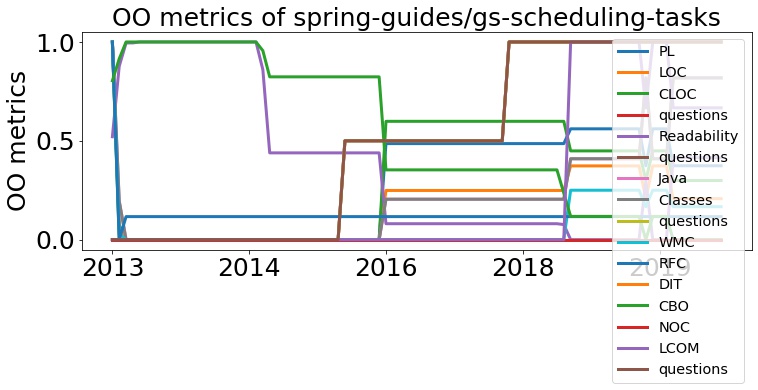 OO metrics of spring-guides/gs-scheduling-tasks
OO metrics
1.0
0.5
0.0
2013
2014
2016
2018
2019
PL
LOC
CLOC
questions
Readability
questions
Java
Classes
questions
WMC
RFC
DIT
CBO
NOC
LCOM
questions